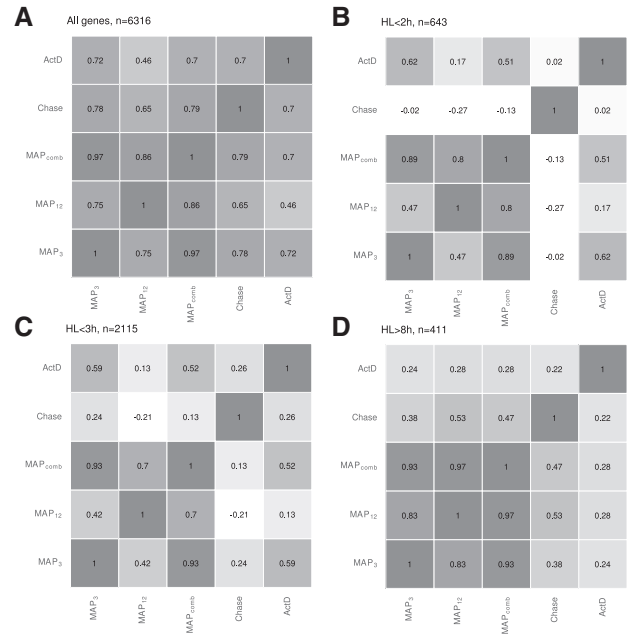 A All genes, n=6316
ActD 0.72 0.46 0.7 0.7 1
Chase 0.78 0.65 0.79 1 0.7
MAPcomb 0.97 0.86 1 0.79 0.7
MAP12 0.75 1 0.86 0.65 0.46
MAP3 1 0.75 0.97 0.78 0.72
MAP3 MAP12 MAPcomb Chase ActD
B HL<2h, n=643
ActD 0.62 0.17 0.51 0.02 1
Chase -0.02 -0.27 -0.13 1 0.02
MAPcomb 0.89 0.8 1 -0.13 0.51
MAP12 0.47 1 0.8 -0.27 0.17
MAP3 1 0.47 0.89 -0.02 0.62
MAP3 MAP12 MAPcomb Chase ActD
C HL<3h, n=2115
ActD 0.59 0.13 0.52 0.26 1
Chase 0.24 -0.21 0.13 1 0.26
MAPcomb 0.93 0.7 1 0.13 0.52
MAP12 0.42 1 0.7 -0.21 0.13
MAP3 1 0.42 0.93 0.24 0.59
MAP3 MAP12 MAPcomb Chase ActD
D HL>8h, n=411
ActD 0.24 0.28 0.28 0.22 1
Chase 0.38 0.53 0.47 1 0.22
MAPcomb 0.93 0.97 1 0.47 0.28
MAP12 0.83 1 0.97 0.53 0.28
MAP3 1 0.83 0.93 0.38 0.24
MAP3 MAP12 MAPcomb Chase ActD